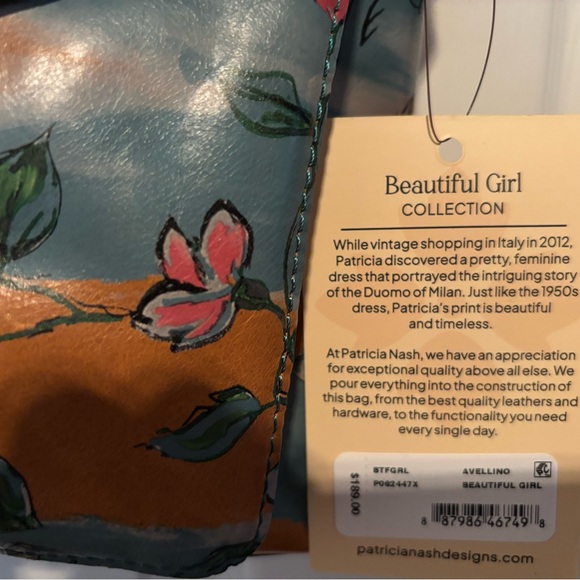 Beautiful Girl
COLLECTION
While vintage shopping in Italy in 2012,
Patricia discovered a pretty, feminine
dress that portrayed the intriguing story
of the Duomo of Milan. Just like the 1950s
dress, Patricia's print is beautiful
and timeless.
At Patricia Nash, we have an appreciation
for exceptional quality above all else. We
pour everything into the construction of
this bag, from the best quality leathers and
hardware, to the functionality you need
every single day.
$189.00
BTFGRL AVELLINO
P092447X BEAUTIFUL GIRL
8 87986 46749 8
patricianashdesigns.com